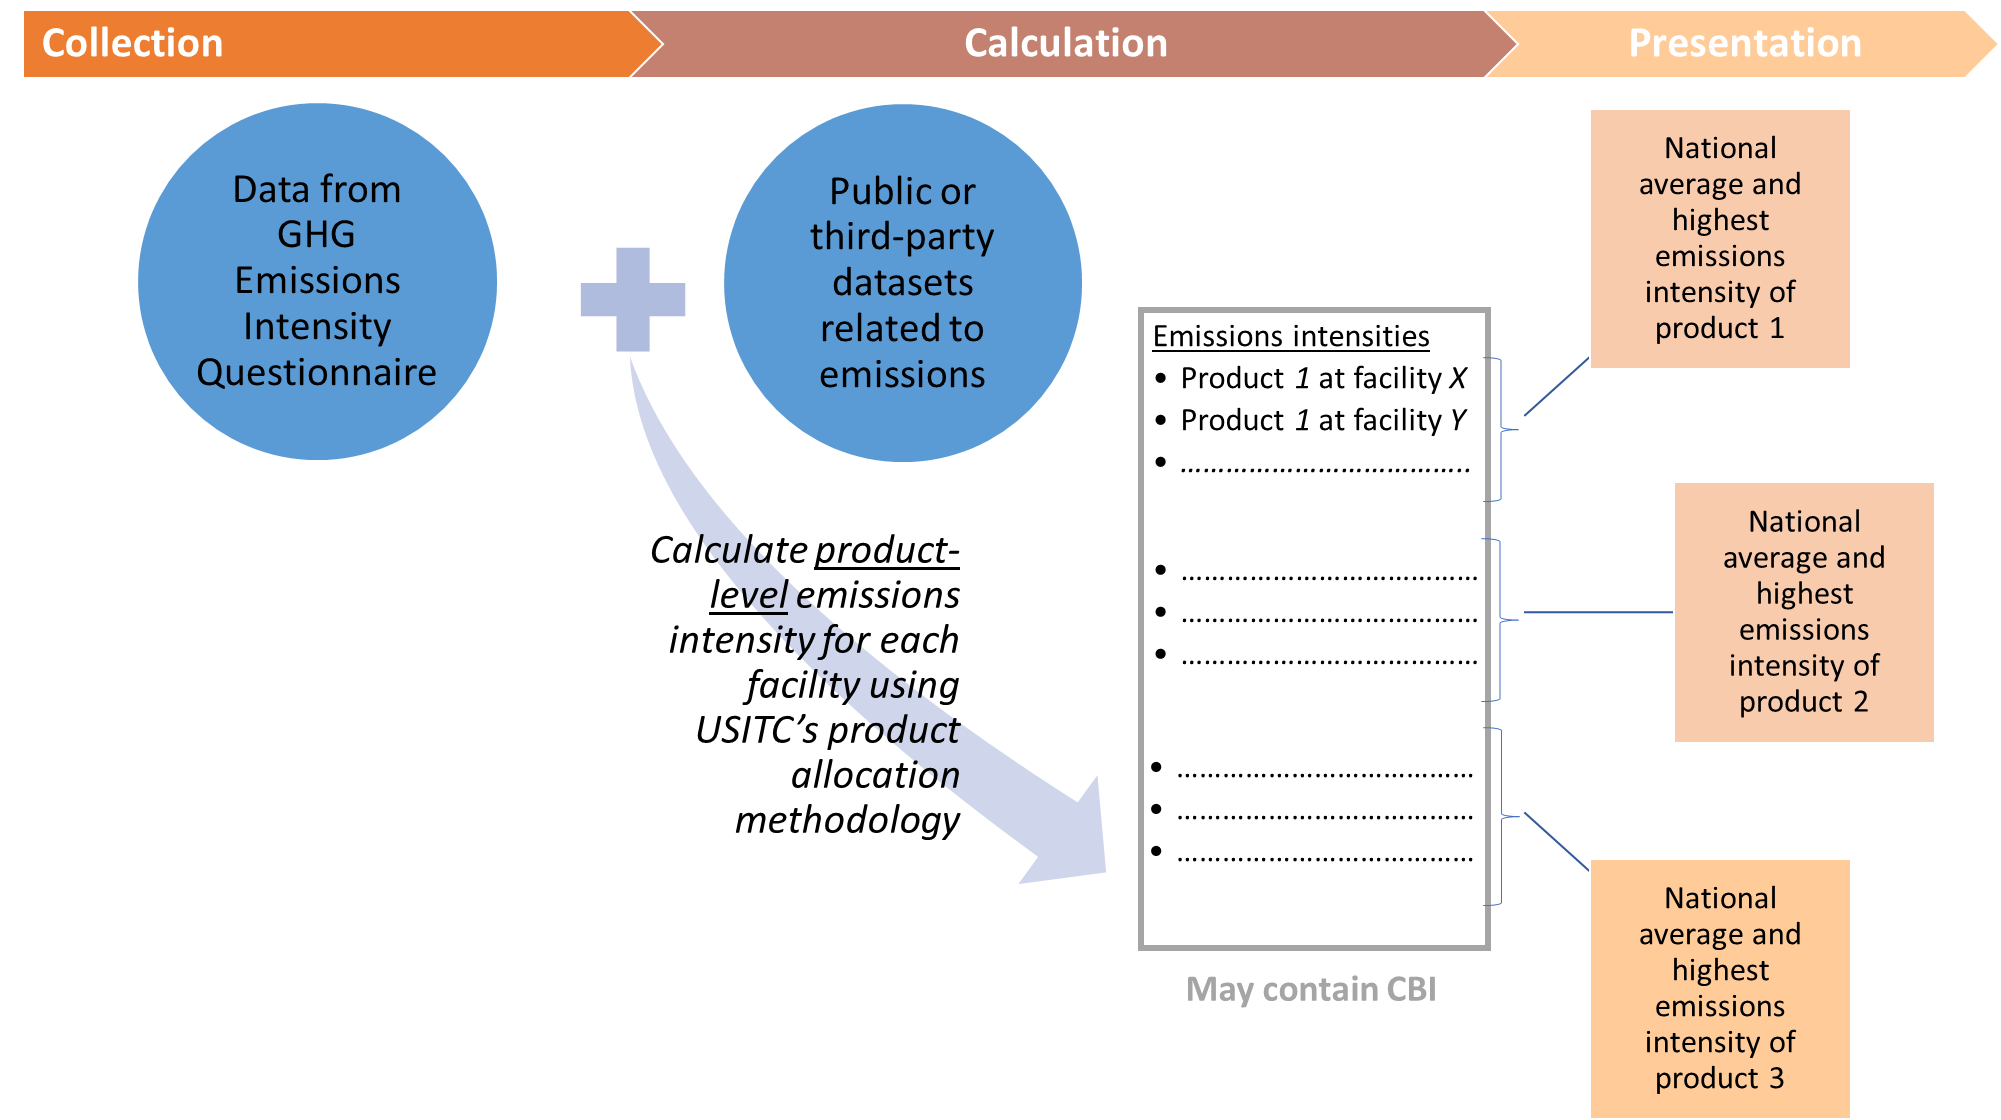 Collection
Calculation
Presentation
Data from
GHG
Emissions
Intensity
Questionnaire
Public or
third-party
datasets
related to
emissions
Calculate product-
level emissions
intensity for each
facility using
USITC’s product
allocation
methodology
Emissions intensities
• Product 1 at facility X
• Product 1 at facility Y
• ………………………………..
• …………………………………
• …………………………………
• …………………………………
• …………………………………
• …………………………………
• …………………………………
May contain CBI
National
average and
highest
emissions
intensity of
product 1
National
average and
highest
emissions
intensity of
product 2
National
average and
highest
emissions
intensity of
product 3